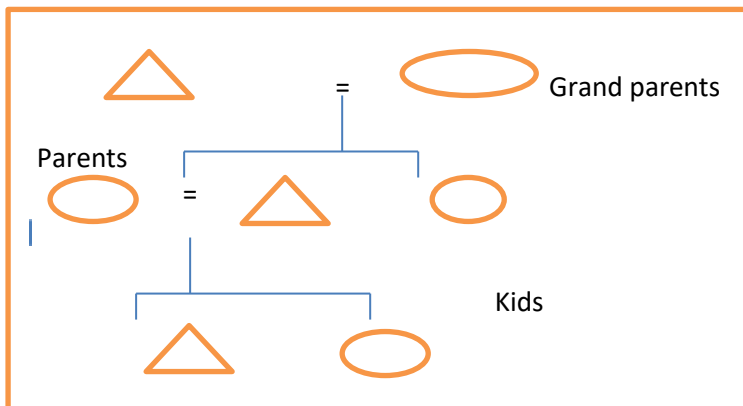 =
Grand parents
Parents
=
Kids